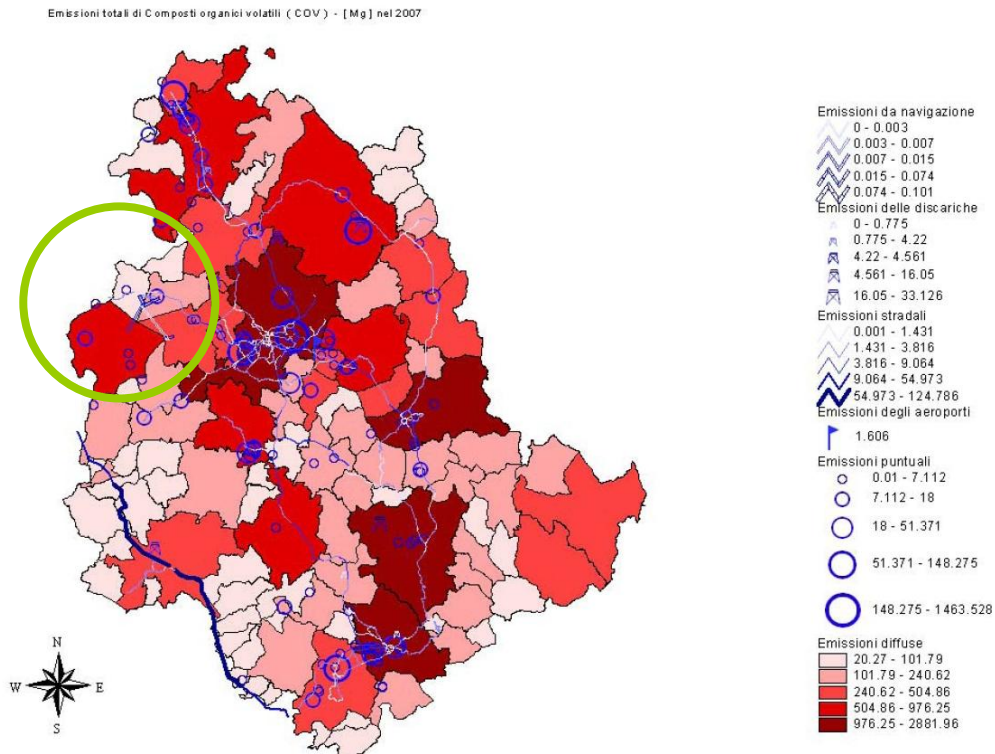 Emissioni totali di Composti organici volatili ( COV ) - [ Mg ] nel 2007
Emissioni da navigazione
0 - 0.003
0.003 - 0.007
0.007 - 0.015
0.015 - 0.074
0.074 - 0.101
Emissioni delle discariche
0 - 0.775
0.775 - 4.22
4.22 - 4.561
4.561 - 16.05
16.05 - 33.126
Emissioni stradali
0.001 - 1.431
1.431 - 3.816
3.816 - 9.064
9.064 - 54.973
54.973 - 124.786
Emissioni degli aeroporti
1.606
Emissioni puntuali
0.01 - 7.112
7.112 - 18
18 - 51.371
51.371 - 148.275
148.275 - 1463.528
Emissioni diffuse
20.27 - 101.79
101.79 - 240.62
240.62 - 504.86
504.86 - 976.25
976.25 - 2881.96
N
W E
S